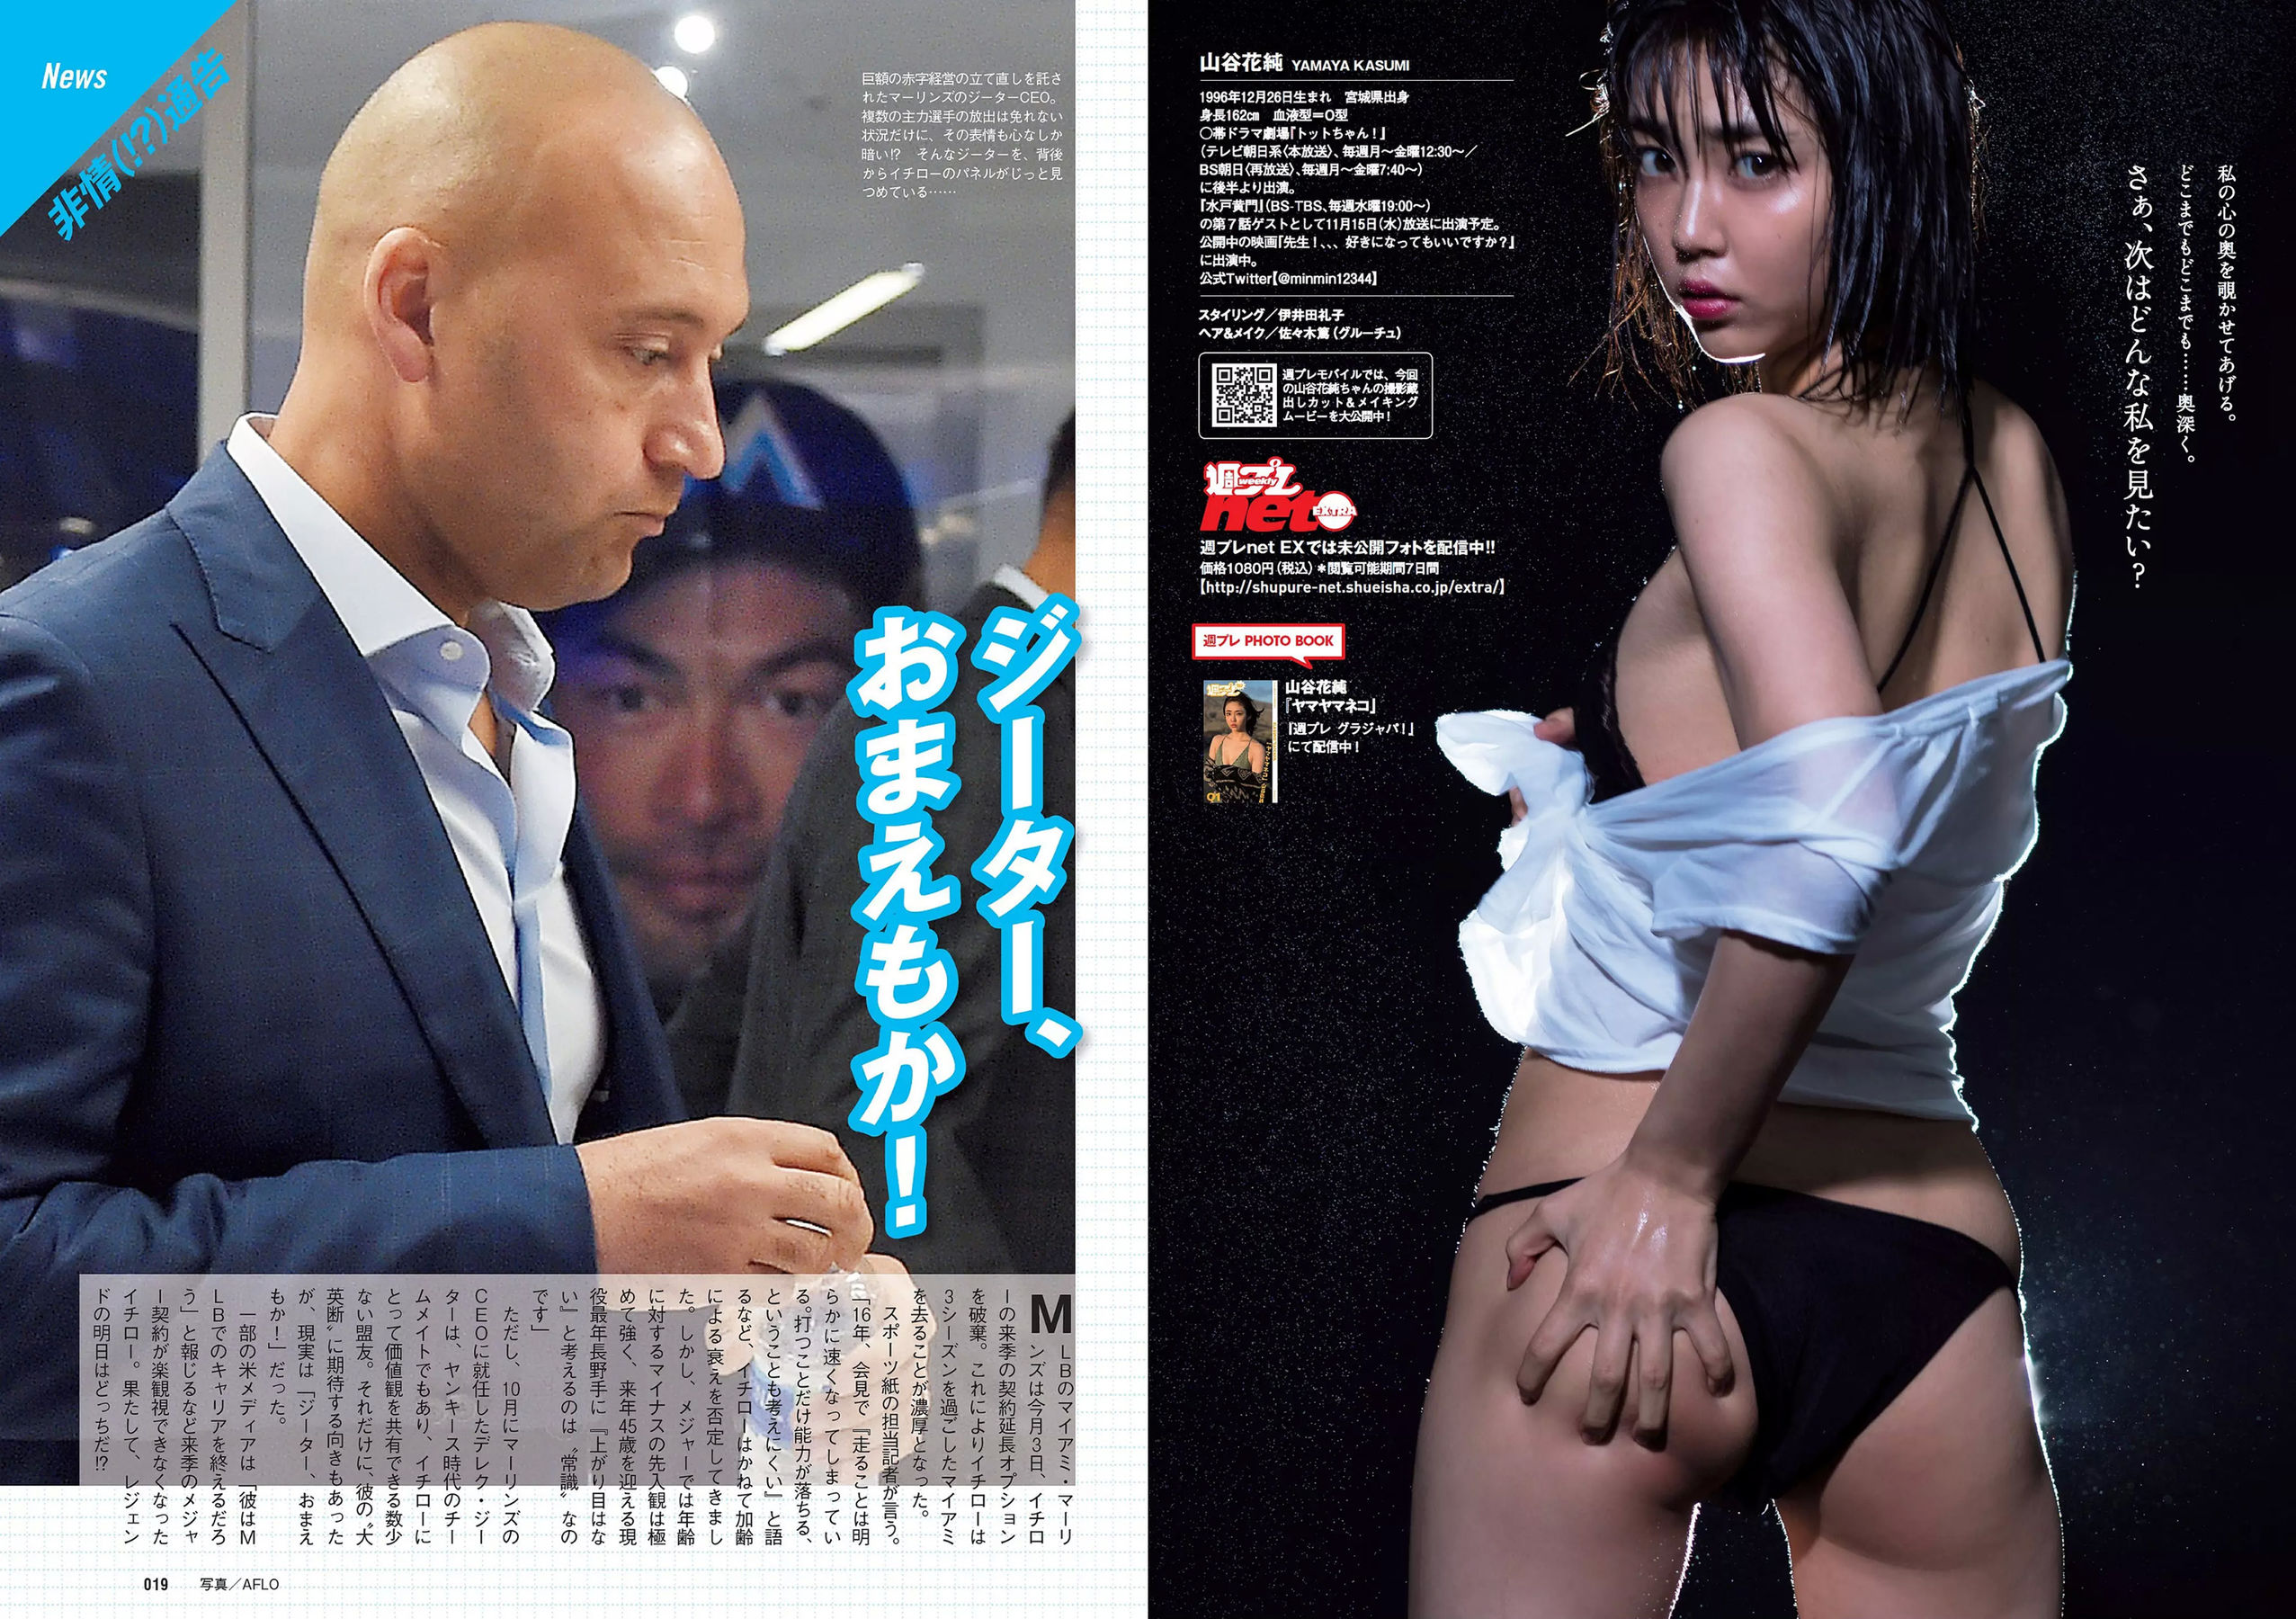 私の心の奥を覗かせてあげる。
どこまでもどこまでも……奥深く。
さぁ、次はどんな私を見たい？
山谷花純 YAMAYA KASUMI
1996年12月26日生まれ　宮城県出身
身長162㎝　血液型＝O型
〇帯ドラマ劇場『トットちゃん！』
（テレビ朝日系〈本放送〉、毎週月～金曜12:30～／
BS朝日〈再放送〉、毎週月～金曜7:40～）
に後半より出演。
『水戸黄門』（BS-TBS、毎週水曜19:00～）
の第７話ゲストとして11月15日（水）放送に出演予定。
公開中の映画『先生！、、、好きになってもいいですか？』
に出演中。
公式Twitter【@minmin12344】
スタイリング／伊井田礼子
ヘア&メイク／佐々木篤（グルーチュ）
週プレモバイルでは、今回
の山谷花純ちゃんの撮影蔵
出しカット＆メイキング
ムービーを大公開中！
週プレ weekly
net EXTRA
週プレnet EXでは未公開フォトを配信中!!
価格1080円（税込）＊閲覧可能期間7日間
【http://shupure-net.shueisha.co.jp/extra/】
週プレ PHOTO BOOK
山谷花純
『ヤマヤマネコ』
『週プレ グラジャパ！』
にて配信中！
News
非情(!?)通告
巨額の赤字経営の立て直しを託さ
れたマーリンズのジーターCEO。
複数の主力選手の放出は免れない
状況だけに、その表情も心なしか
暗い!?　そんなジーターを、背後
からイチローのパネルがじっと見
つめている……
ジーター、
おまえもか！
MLBのマイアミ・マーリ
ンズは今月３日、イチロ
ーの来季の契約延長オプション
を破棄。これによりイチローは
３シーズンを過ごしたマイアミ
を去ることが濃厚となった。
　スポーツ紙の担当記者が言う。
「16年、会見で『走ることは明
らかに速くなってしまってい
る。打つことだけ能力が落ちる、
ということも考えにくい』と語
るなど、イチローはかねて加齢
による衰えを否定してきまし
た。しかし、メジャーでは年齢
に対するマイナスの先入観は極
めて強く、来年45歳を迎える現
役最年長野手に『上がり目はな
い』と考えるのは〝常識〟なの
です」
　ただし、10月にマーリンズの
CEOに就任したデレク・ジー
ターは、ヤンキース時代のチー
ムメイトでもあり、イチローに
とって価値観を共有できる数少
ない盟友。それだけに、彼の〝大
英断〟に期待する向きもあった
が、現実は「ジーター、おまえ
もか！」だった。
　一部の米メディアは「彼はM
LBでのキャリアを終えるだろ
う」と報じるなど来季のメジャ
ー契約が楽観視できなくなった
イチロー。果たして、レジェン
ドの明日はどっちだ!?
019　写真／AFLO